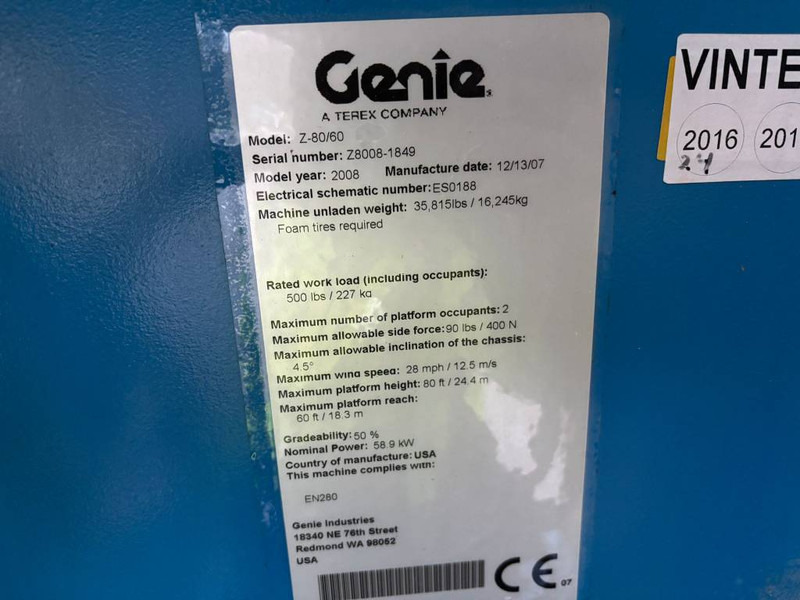 Genie
A TEREX COMPANY
Model: Z-80/60
Serial number: Z8008-1849
Model year: 2008 Manufacture date: 12/13/07
Electrical schematic number: ES0188
Machine unladen weight: 35,815lbs / 16,245kg
Foam tires required
Rated work load (including occupants):
500 lbs / 227 kg
Maximum number of platform occupants: 2
Maximum allowable side force: 90 lbs / 400 N
Maximum allowable inclination of the chassis:
4.5°
Maximum wind speed: 28 mph / 12.5 m/s
Maximum platform height: 80 ft / 24.4 m
Maximum platform reach:
60 ft / 18.3 m
Gradeability: 50 %
Nominal Power: 58.9 kW
Country of manufacture: USA
This machine complies with:
EN280
Genie Industries
18340 NE 76th Street
Redmond WA 98052
USA
CE 07
VINTE
2016 201
24